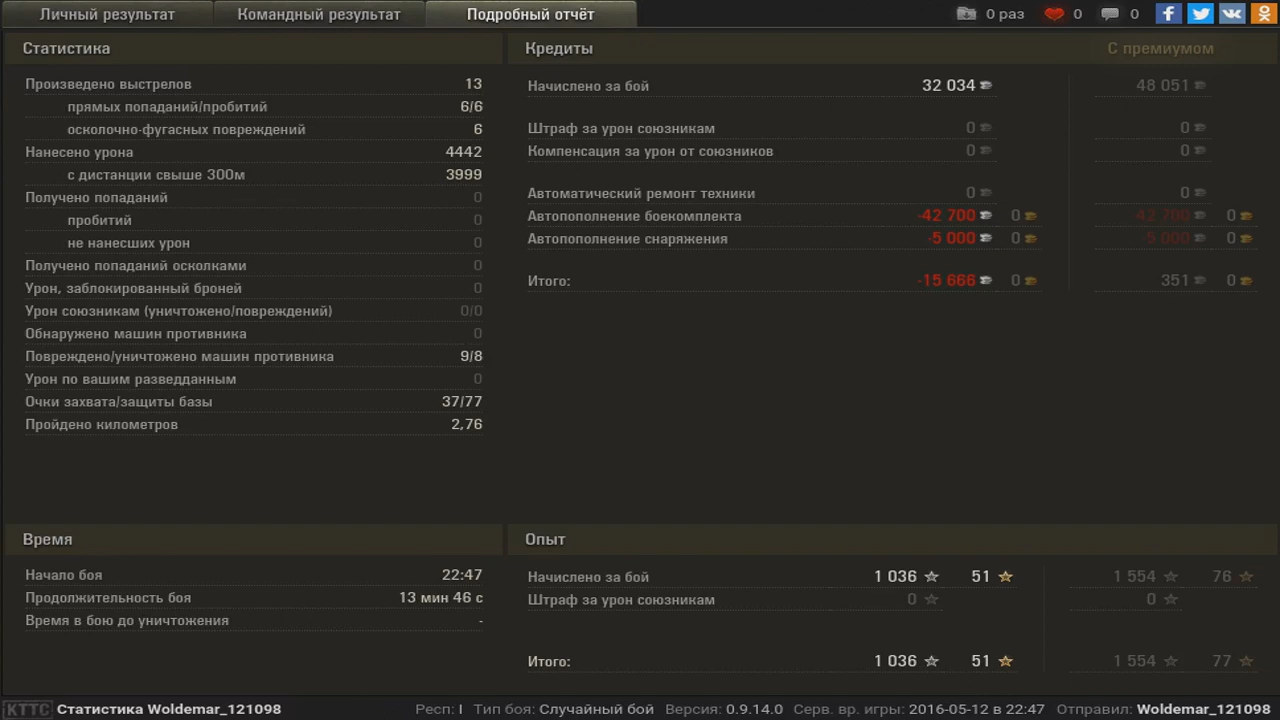 Личный результат Командный результат Подробный отчёт 0 раз 0 0
Статистика
Произведено выстрелов 13
прямых попаданий/пробитий 6/6
осколочно-фугасных повреждений 6
Нанесено урона 4442
с дистанции свыше 300м 3999
Получено попаданий 0
пробитий 0
не нанесших урон 0
Получено попаданий осколками 0
Урон, заблокированный броней 0
Урон союзникам (уничтожено/повреждений) 0/0
Обнаружено машин противника 0
Повреждено/уничтожено машин противника 9/8
Урон по вашим разведданным 0
Очки захвата/защиты базы 37/77
Пройдено километров 2,76
Кредиты С премиумом
Начислено за бой 32 034 48 051
Штраф за урон союзникам 0 0
Компенсация за урон от союзников 0 0
Автоматический ремонт техники 0 0
Автопополнение боекомплекта -42 700 0 -42 700 0
Автопополнение снаряжения -5 000 0 -5 000 0
Итого: -15 666 0 351 0
Время
Начало боя 22:47
Продолжительность боя 13 мин 46 с
Время в бою до уничтожения -
Опыт
Начислено за бой 1 036 51 1 554 76
Штраф за урон союзникам 0 0
Итого: 1 036 51 1 554 77
КТТС Статистика Woldemar_121098 Респ: I Тип боя: Случайный бой Версия: 0.9.14.0 Серв. вр. игры: 2016-05-12 в 22:47 Отправил: Woldemar_121098